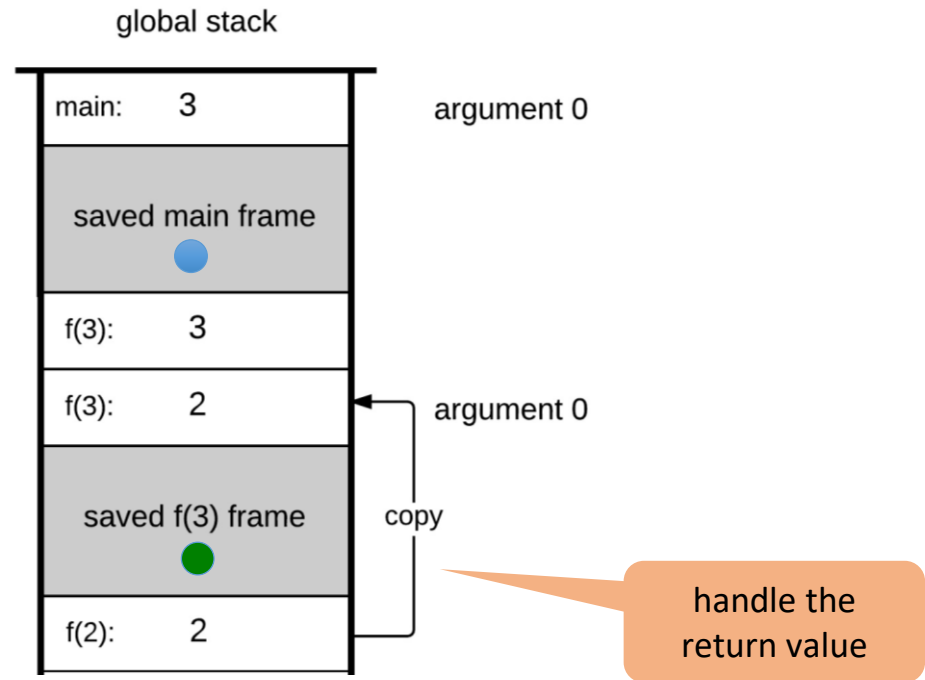 global stack
main: 3
argument 0
saved main frame
f(3): 3
f(3): 2
argument 0
saved f(3) frame
copy
handle the
return value
f(2): 2